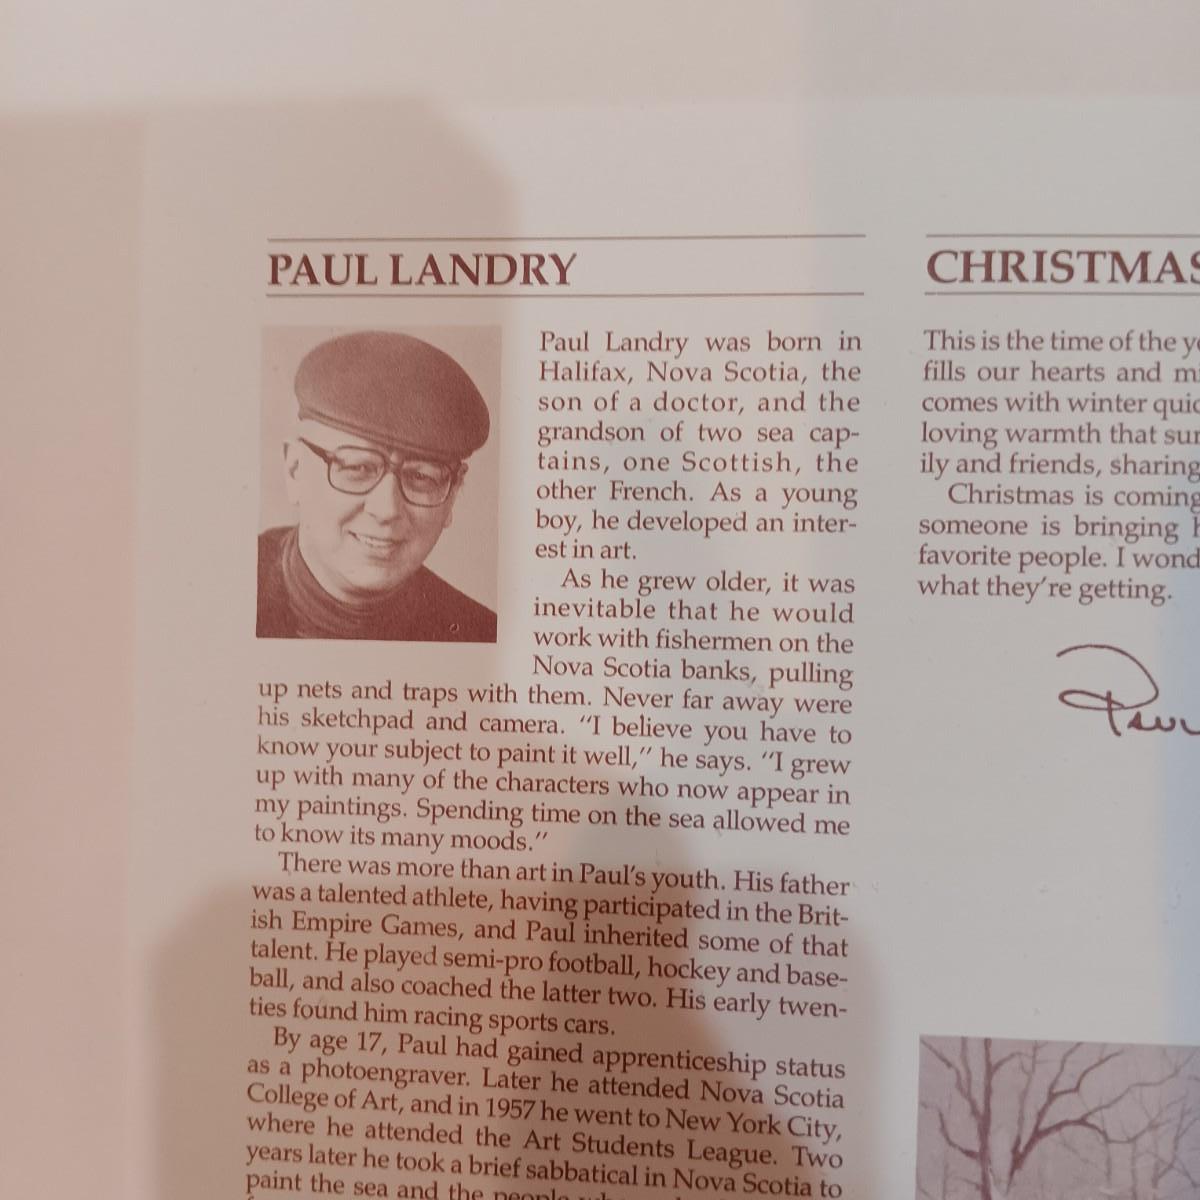 PAUL LANDRY
Paul Landry was born in
Halifax, Nova Scotia, the
son of a doctor, and the
grandson of two sea cap-
tains, one Scottish, the
other French. As a young
boy, he developed an inter-
est in art.
As he grew older, it was
inevitable that he would
work with fishermen on the
Nova Scotia banks, pulling
up nets and traps with them. Never far away were
his sketchpad and camera. "I believe you have to
know your subject to paint it well," he says. "I grew
up with many of the characters who now appear in
my paintings. Spending time on the sea allowed me
to know its many moods."
There was more than art in Paul's youth. His father
was a talented athlete, having participated in the Brit-
ish Empire Games, and Paul inherited some of that
talent. He played semi-pro football, hockey and base-
ball, and also coached the latter two. His early twen-
ties found him racing sports cars.
By age 17, Paul had gained apprenticeship status
as a photoengraver. Later he attended Nova Scotia
College of Art, and in 1957 he went to New York City,
where he attended the Art Students League. Two
years later he took a brief sabbatical in Nova Scotia to
paint the sea and the people
CHRISTMAS
This is the time of the
fills our hearts and
comes with winter
loving warmth that
ily and friends, sharing
Christmas is coming
someone is bringing
favorite people. I
what they're getting.